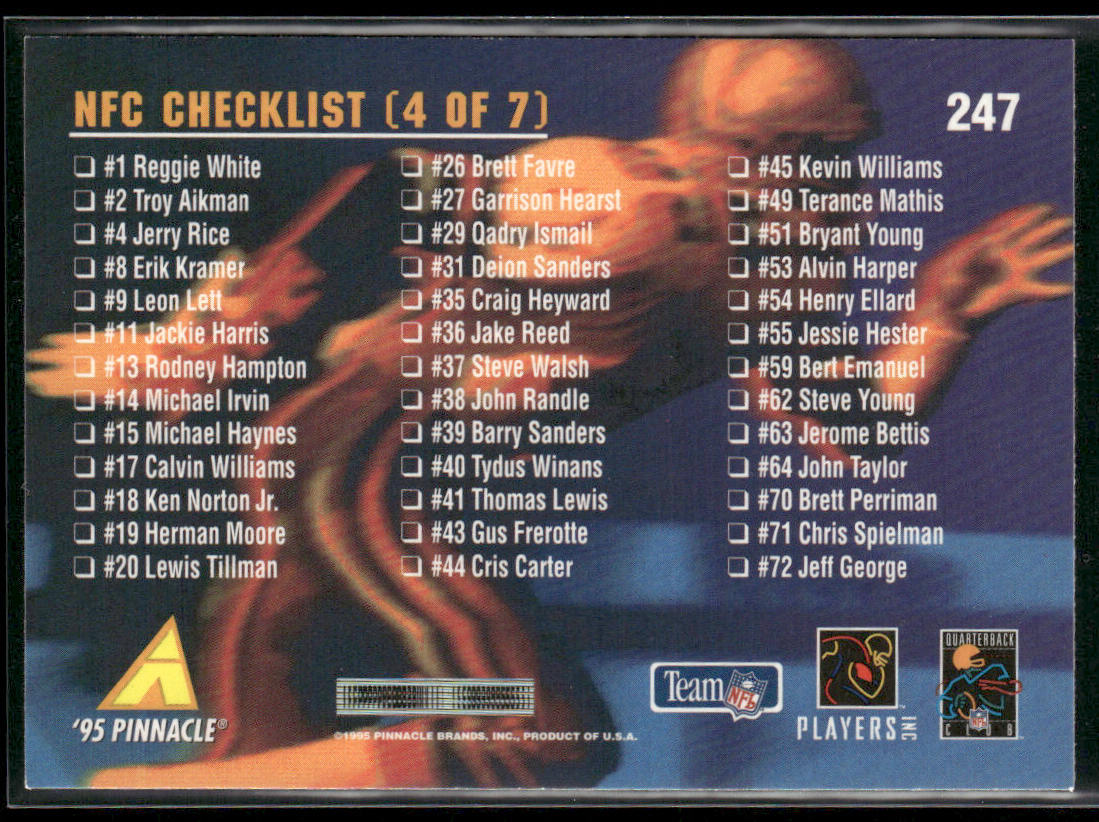 NFC CHECKLIST (4 OF 7)
247
❏ #1 Reggie White
❏ #2 Troy Aikman
❏ #4 Jerry Rice
❏ #8 Erik Kramer
❏ #9 Leon Lett
❏ #11 Jackie Harris
❏ #13 Rodney Hampton
❏ #14 Michael Irvin
❏ #15 Michael Haynes
❏ #17 Calvin Williams
❏ #18 Ken Norton Jr.
❏ #19 Herman Moore
❏ #20 Lewis Tillman
❏ #26 Brett Favre
❏ #27 Garrison Hearst
❏ #29 Qadry Ismail
❏ #31 Deion Sanders
❏ #35 Craig Heyward
❏ #36 Jake Reed
❏ #37 Steve Walsh
❏ #38 John Randle
❏ #39 Barry Sanders
❏ #40 Tydus Winans
❏ #41 Thomas Lewis
❏ #43 Gus Frerotte
❏ #44 Cris Carter
❏ #45 Kevin Williams
❏ #49 Terance Mathis
❏ #51 Bryant Young
❏ #53 Alvin Harper
❏ #54 Henry Ellard
❏ #55 Jessie Hester
❏ #59 Bert Emanuel
❏ #62 Steve Young
❏ #63 Jerome Bettis
❏ #64 John Taylor
❏ #70 Brett Perriman
❏ #71 Chris Spielman
❏ #72 Jeff George
'95 PINNACLE®
©1995 PINNACLE BRANDS, INC., PRODUCT OF U.S.A.
Team NFL
PLAYERS INC
QUARTERBACK
NFL
CLUB